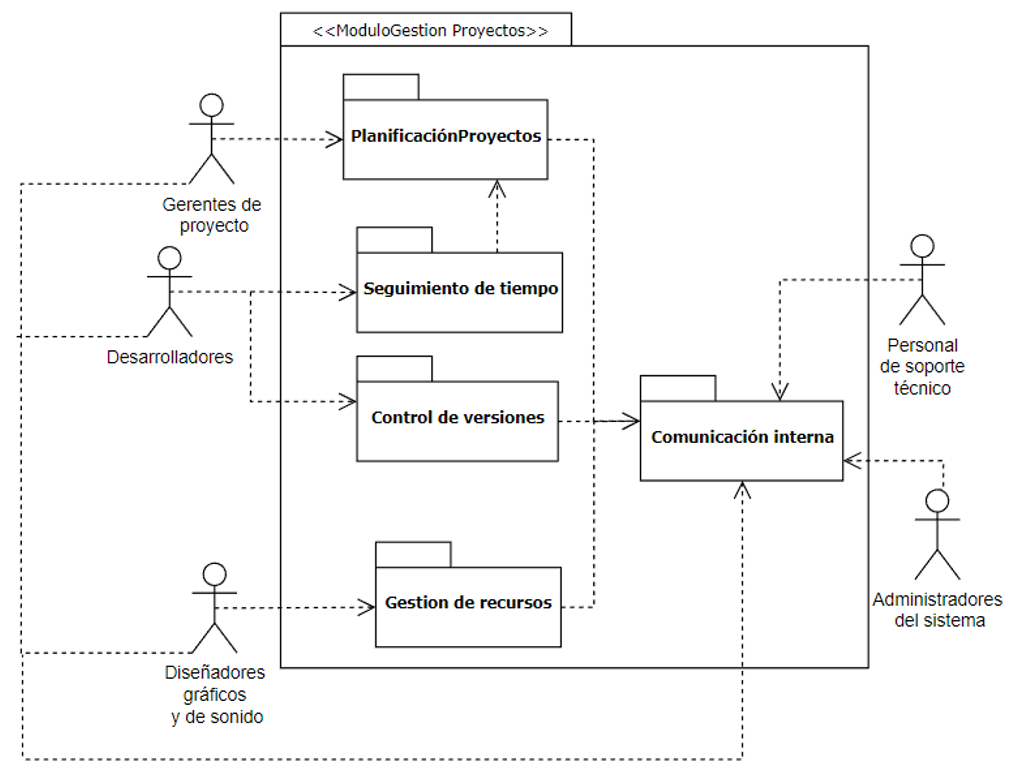 <<ModuloGestion Proyectos>>
PlanificaciónProyectos
Gerentes de
proyecto
Seguimiento de tiempo
Desarrolladores
Personal
de soporte
técnico
Control de versiones
Comunicación interna
Gestion de recursos
Administradores
del sistema
Diseñadores
gráficos
y de sonido